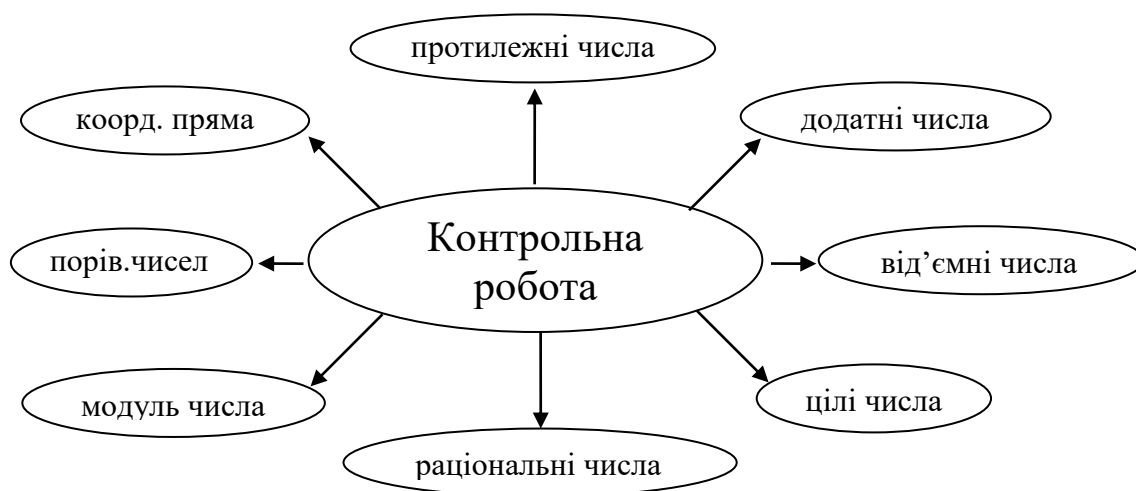 протилежні числа
коорд. пряма
додатні числа
Контрольна
робота
порів.чисел
від’ємні числа
модуль числа
цілі числа
раціональні числа